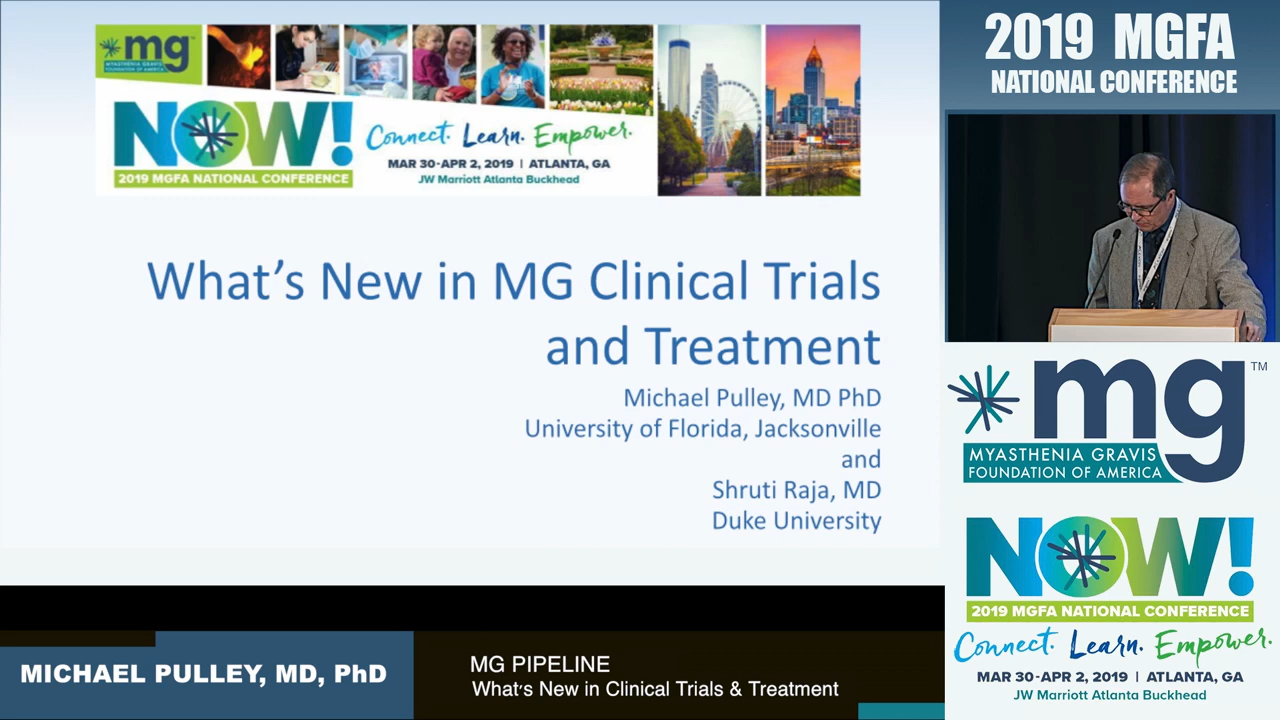 mg
MYASTHENIA GRAVIS
FOUNDATION OF AMERICA
NOW!
2019 MGFA NATIONAL CONFERENCE
Connect. Learn. Empower.
MAR 30-APR 2, 2019 | ATLANTA, GA
JW Marriott Atlanta Buckhead
What's New in MG Clinical Trials
and Treatment
Michael Pulley, MD PhD
University of Florida, Jacksonville
and
Shruti Raja, MD
Duke University
MICHAEL PULLEY, MD, PhD
MG PIPELINE
What's New in Clinical Trials & Treatment
2019 MGFA
NATIONAL CONFERENCE
mg™
MYASTHENIA GRAVIS
FOUNDATION OF AMERICA
NOW!
2019 MGFA NATIONAL CONFERENCE
Connect. Learn. Empower.
MAR 30-APR 2, 2019 | ATLANTA, GA
JW Marriott Atlanta Buckhead